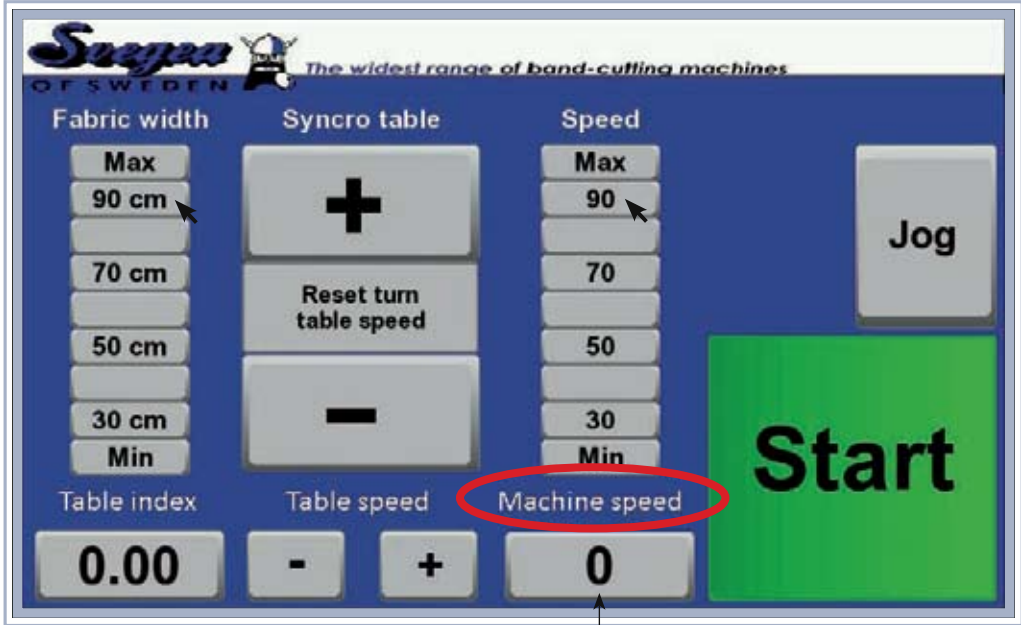 Svegea
OF SWEDEN
The widest range of band-cutting machines
Fabric width
Syncro table
Speed
Max
90 cm
70 cm
50 cm
30 cm
Min
+
Reset turn
table speed
-
Max
90
70
50
30
Min
Jog
Start
Table index
Table speed
Machine speed
0.00
-
+
0